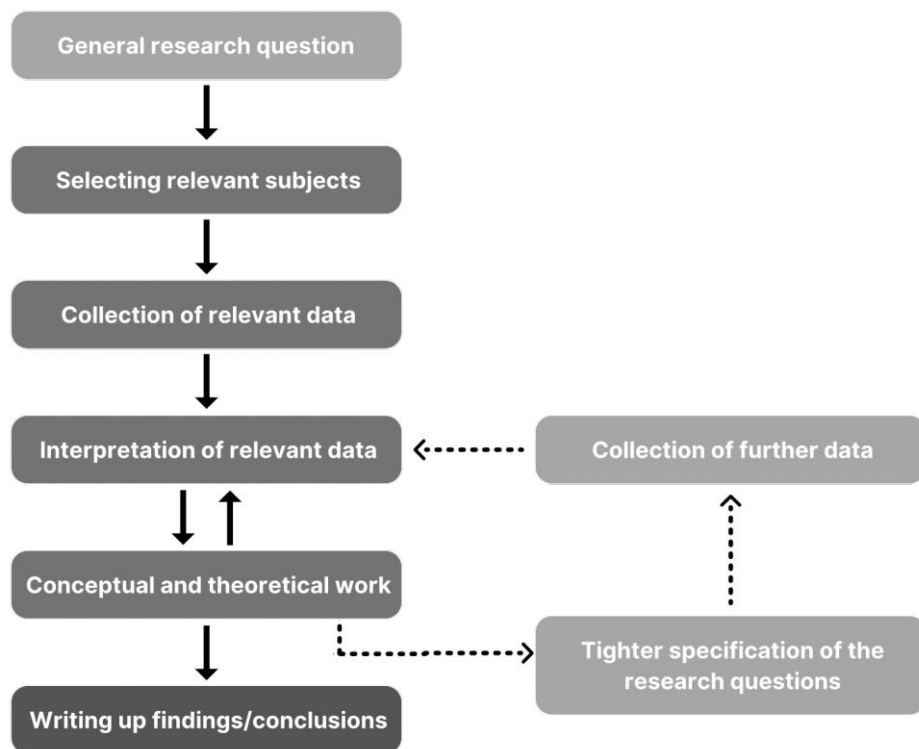 General research question
Selecting relevant subjects
Collection of relevant data
Interpretation of relevant data
Collection of further data
Conceptual and theoretical work
Tighter specification of the
research questions
Writing up findings/conclusions